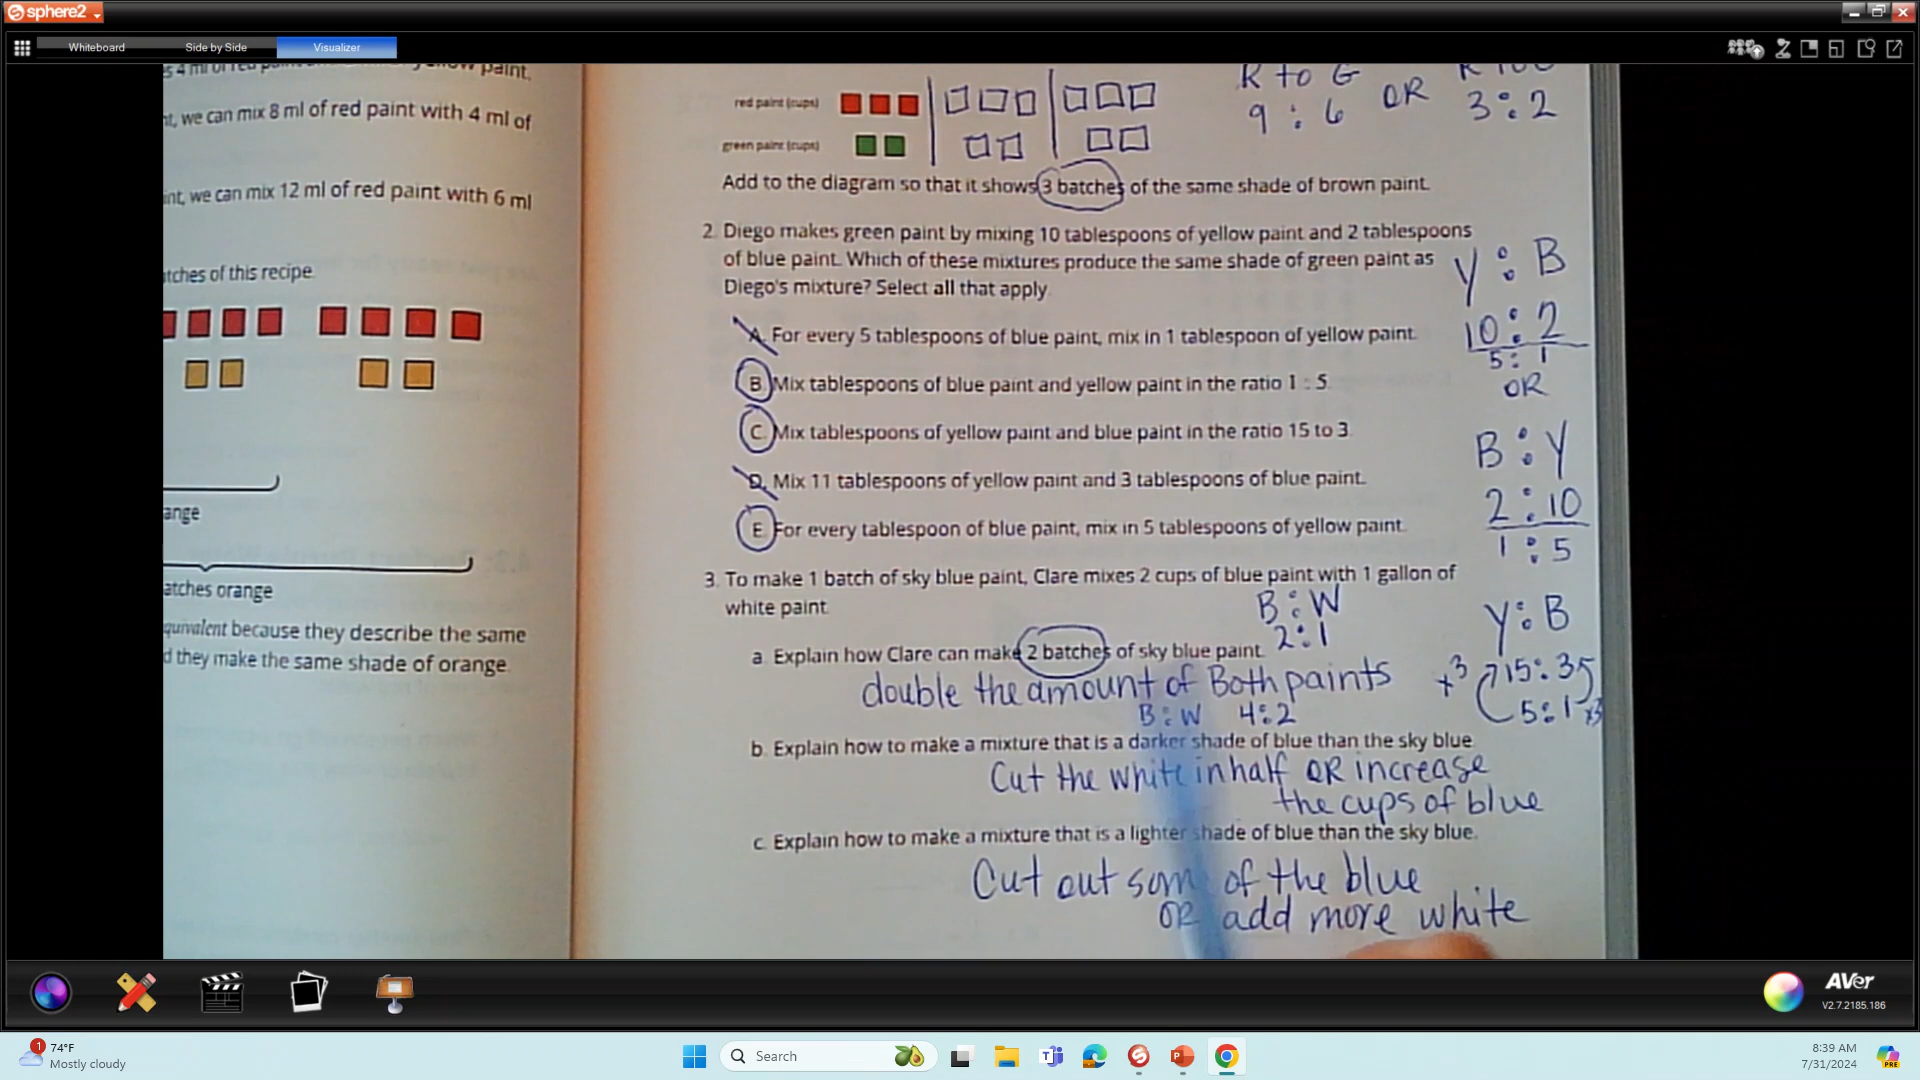 sphere2
Whiteboard
Side by Side
Visualizer
s 4 ml of red paint
yellow paint.
nt, we can mix 8 ml of red paint with 4 ml of
int, we can mix 12 ml of red paint with 6 ml
atches of this recipe.
ange
atches orange
quivalent because they describe the same
d they make the same shade of orange.
red paint (cups)
green paint (cups)
R to G
9 : 6
OR
3 : 2
Add to the diagram so that it shows 3 batches of the same shade of brown paint.
2. Diego makes green paint by mixing 10 tablespoons of yellow paint and 2 tablespoons
of blue paint. Which of these mixtures produce the same shade of green paint as
Diego's mixture? Select all that apply.
A. For every 5 tablespoons of blue paint, mix in 1 tablespoon of yellow paint.
B. Mix tablespoons of blue paint and yellow paint in the ratio 1 : 5.
C. Mix tablespoons of yellow paint and blue paint in the ratio 15 to 3.
D. Mix 11 tablespoons of yellow paint and 3 tablespoons of blue paint.
E. For every tablespoon of blue paint, mix in 5 tablespoons of yellow paint.
Y : B
10 : 2
5 : 1
OR
B : Y
2 : 10
1 : 5
3. To make 1 batch of sky blue paint, Clare mixes 2 cups of blue paint with 1 gallon of
white paint.
B : W
2 : 1
a. Explain how Clare can make 2 batches of sky blue paint.
double the amount of Both paints
B : W 4 : 2
Y : B
x3 15 : 3
5 : 1 x3
b. Explain how to make a mixture that is a darker shade of blue than the sky blue.
Cut the white in half OR increase
the cups of blue
c. Explain how to make a mixture that is a lighter shade of blue than the sky blue.
Cut out som of the blue
OR add more white
AVer
V2.7.2185.186
1
74°F
Mostly cloudy
Search
8:39 AM
7/31/2024
PRE